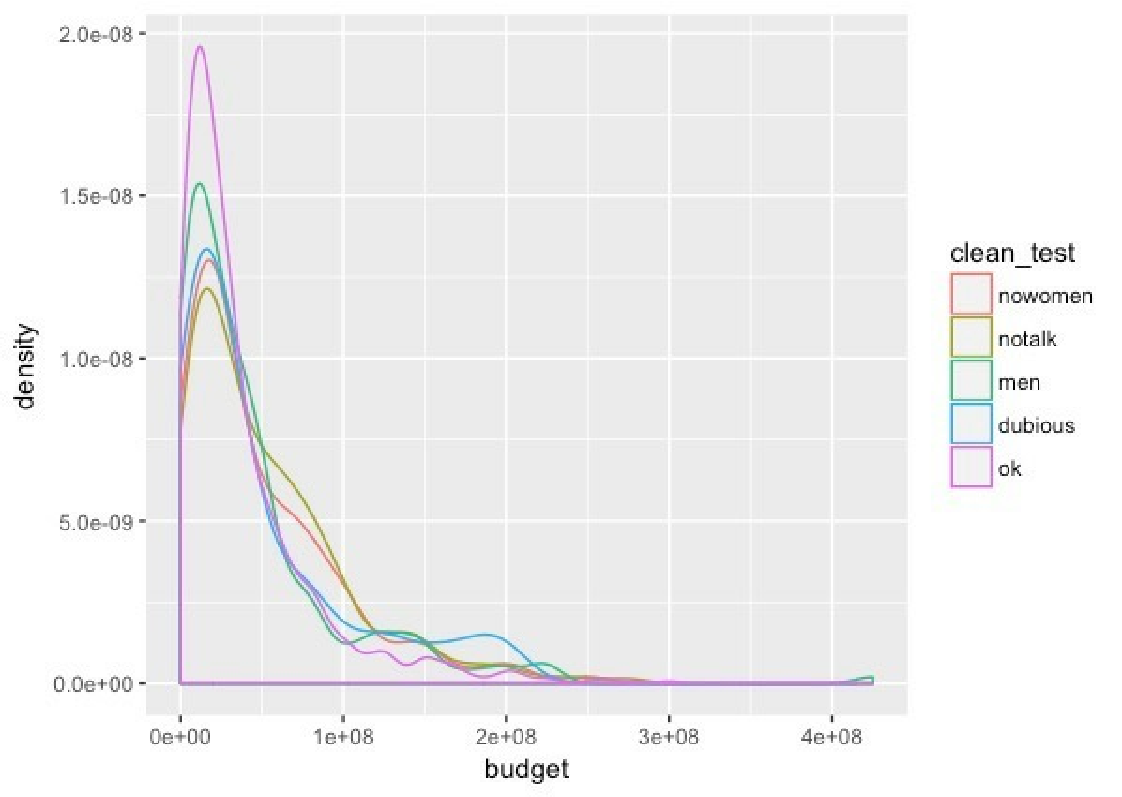 2.0e-08
1.5e-08
1.0e-08
5.0e-09
0.0e+00
density
0e+00 1e+08 2e+08 3e+08 4e+08
budget
clean_test
nowomen
notalk
men
dubious
ok